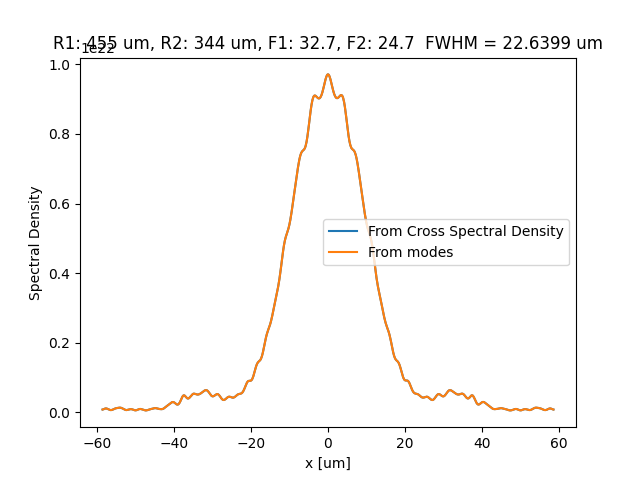 R1: 455 um, R2: 344 um, F1: 32.7, F2: 24.7  FWHM = 22.6399 um
1e22
1.0
0.8
0.6
0.4
0.2
0.0
Spectral Density
From Cross Spectral Density
From modes
−60 −40 −20 0 20 40 60
x [um]